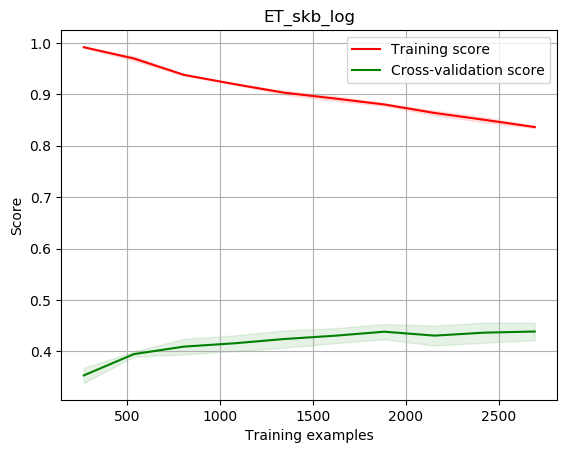 ET_skb_log
Training score
Cross-validation score
1.0
0.9
0.8
0.7
0.6
0.5
0.4
Score
500
1000
1500
2000
2500
Training examples